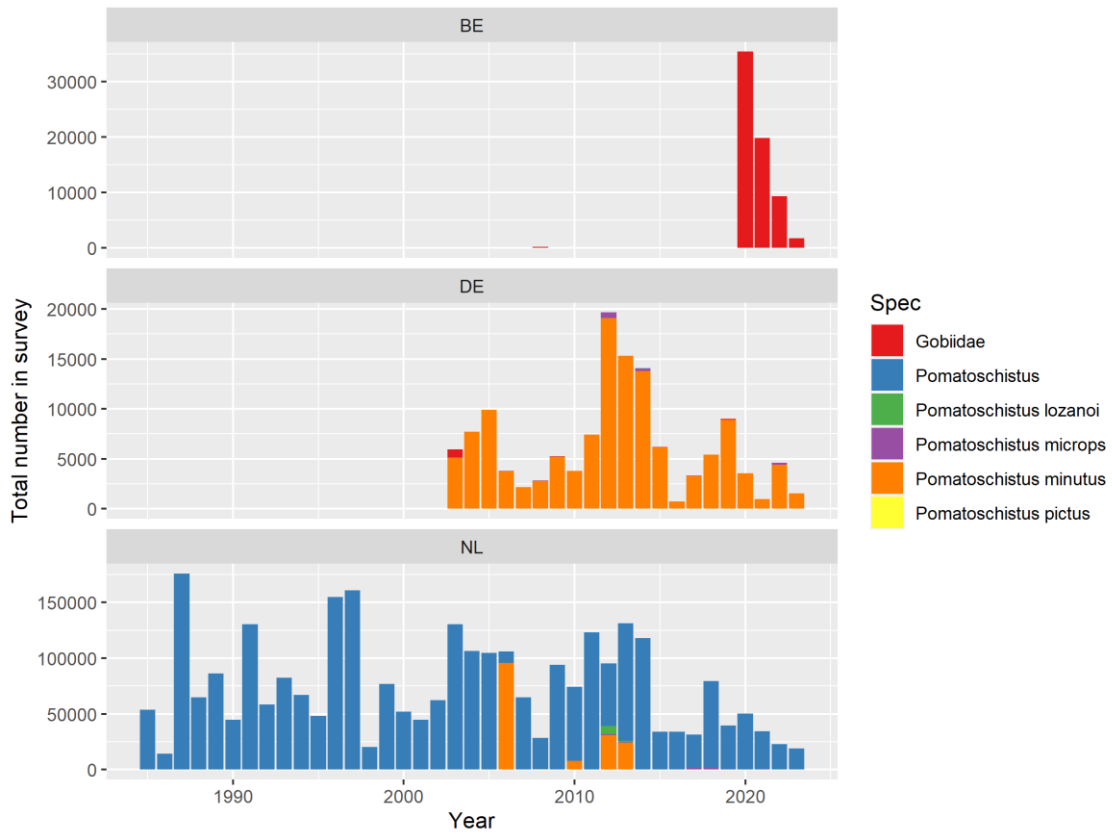 BE
30000
20000
10000
0
DE
20000
15000
10000
5000
0
NL
150000
100000
50000
0
1990 2000 2010 2020
Year
Total number in survey
Spec
Gobiidae
Pomatoschistus
Pomatoschistus lozanoi
Pomatoschistus microps
Pomatoschistus minutus
Pomatoschistus pictus